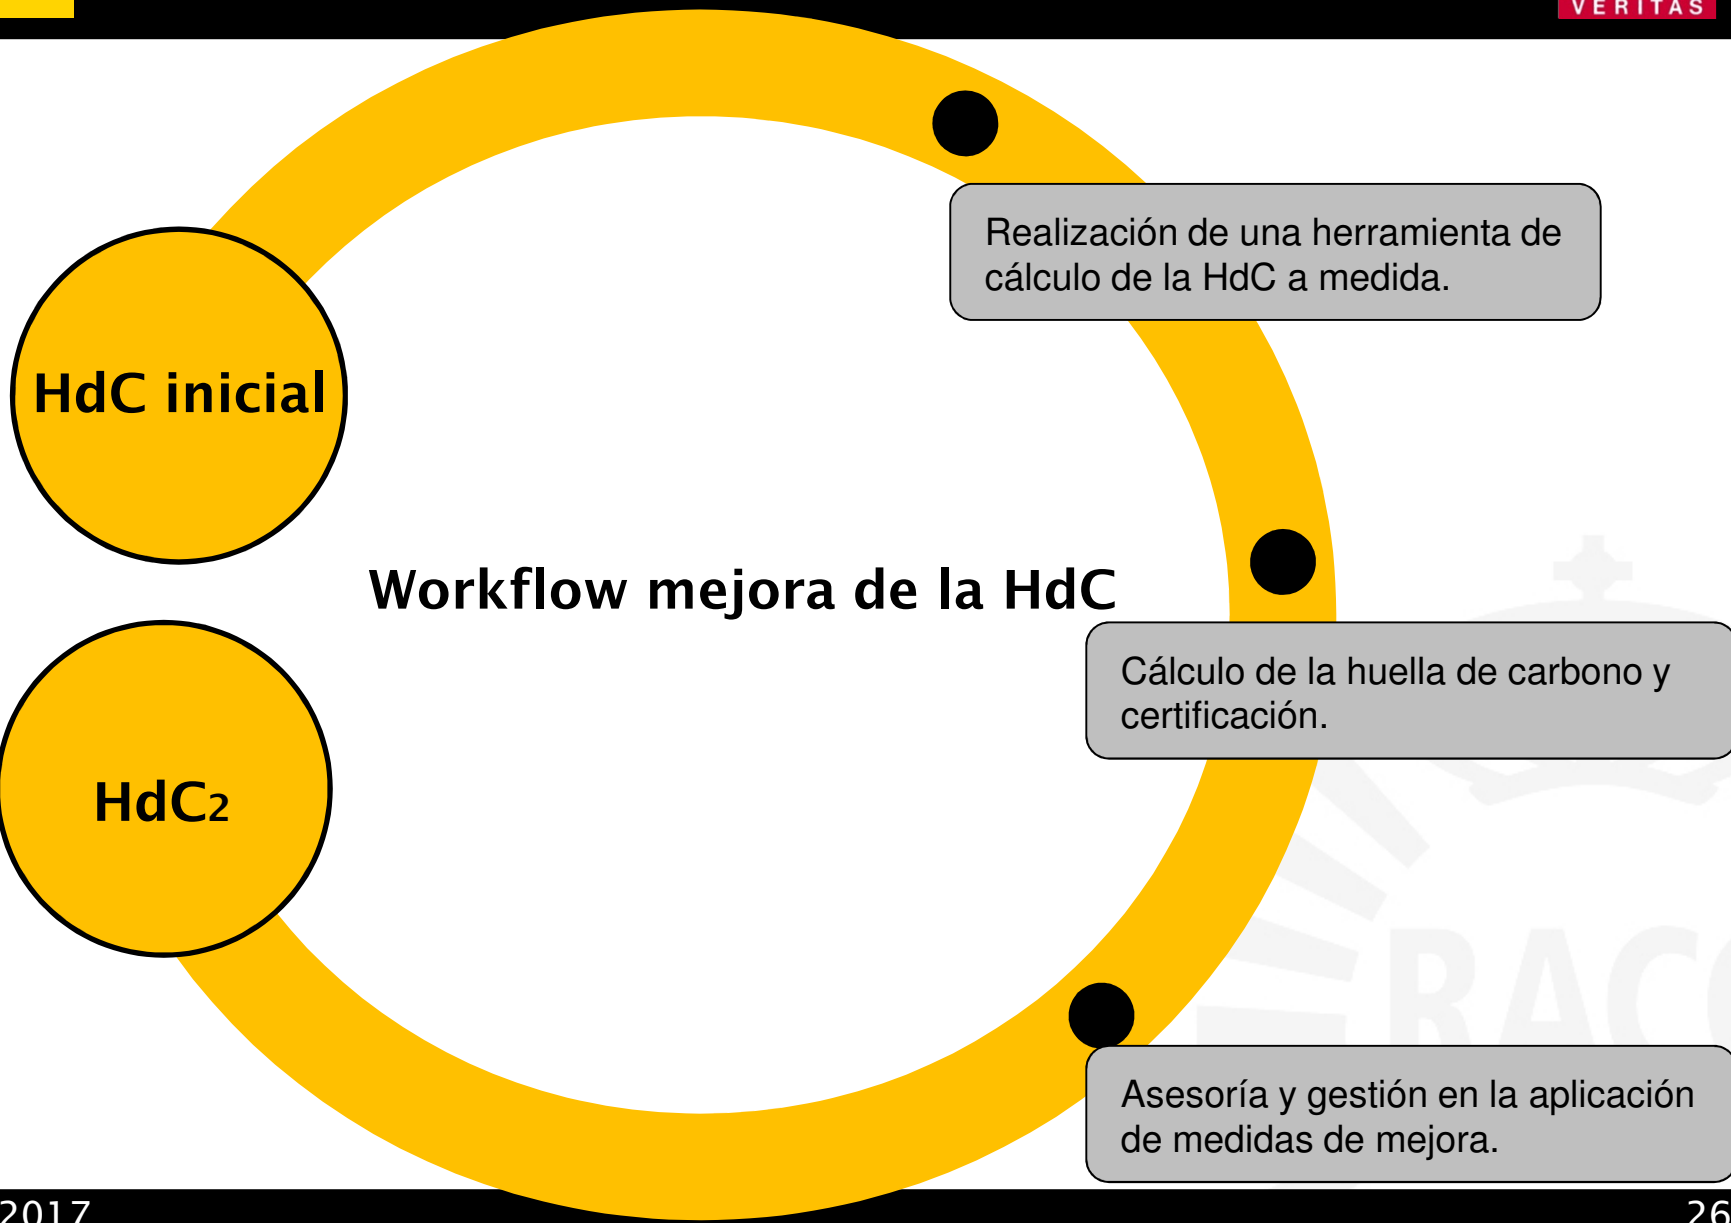 VERITAS
Realización de una herramienta de
cálculo de la HdC a medida.
HdC inicial
Workflow mejora de la HdC
Cálculo de la huella de carbono y
certificación.
HdC2
RACC
Asesoría y gestión en la aplicación
de medidas de mejora.
2017
26